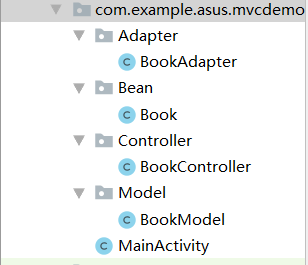 com.example.asus.mvcdemo
Adapter
BookAdapter
Bean
Book
Controller
BookController
Model
BookModel
MainActivity